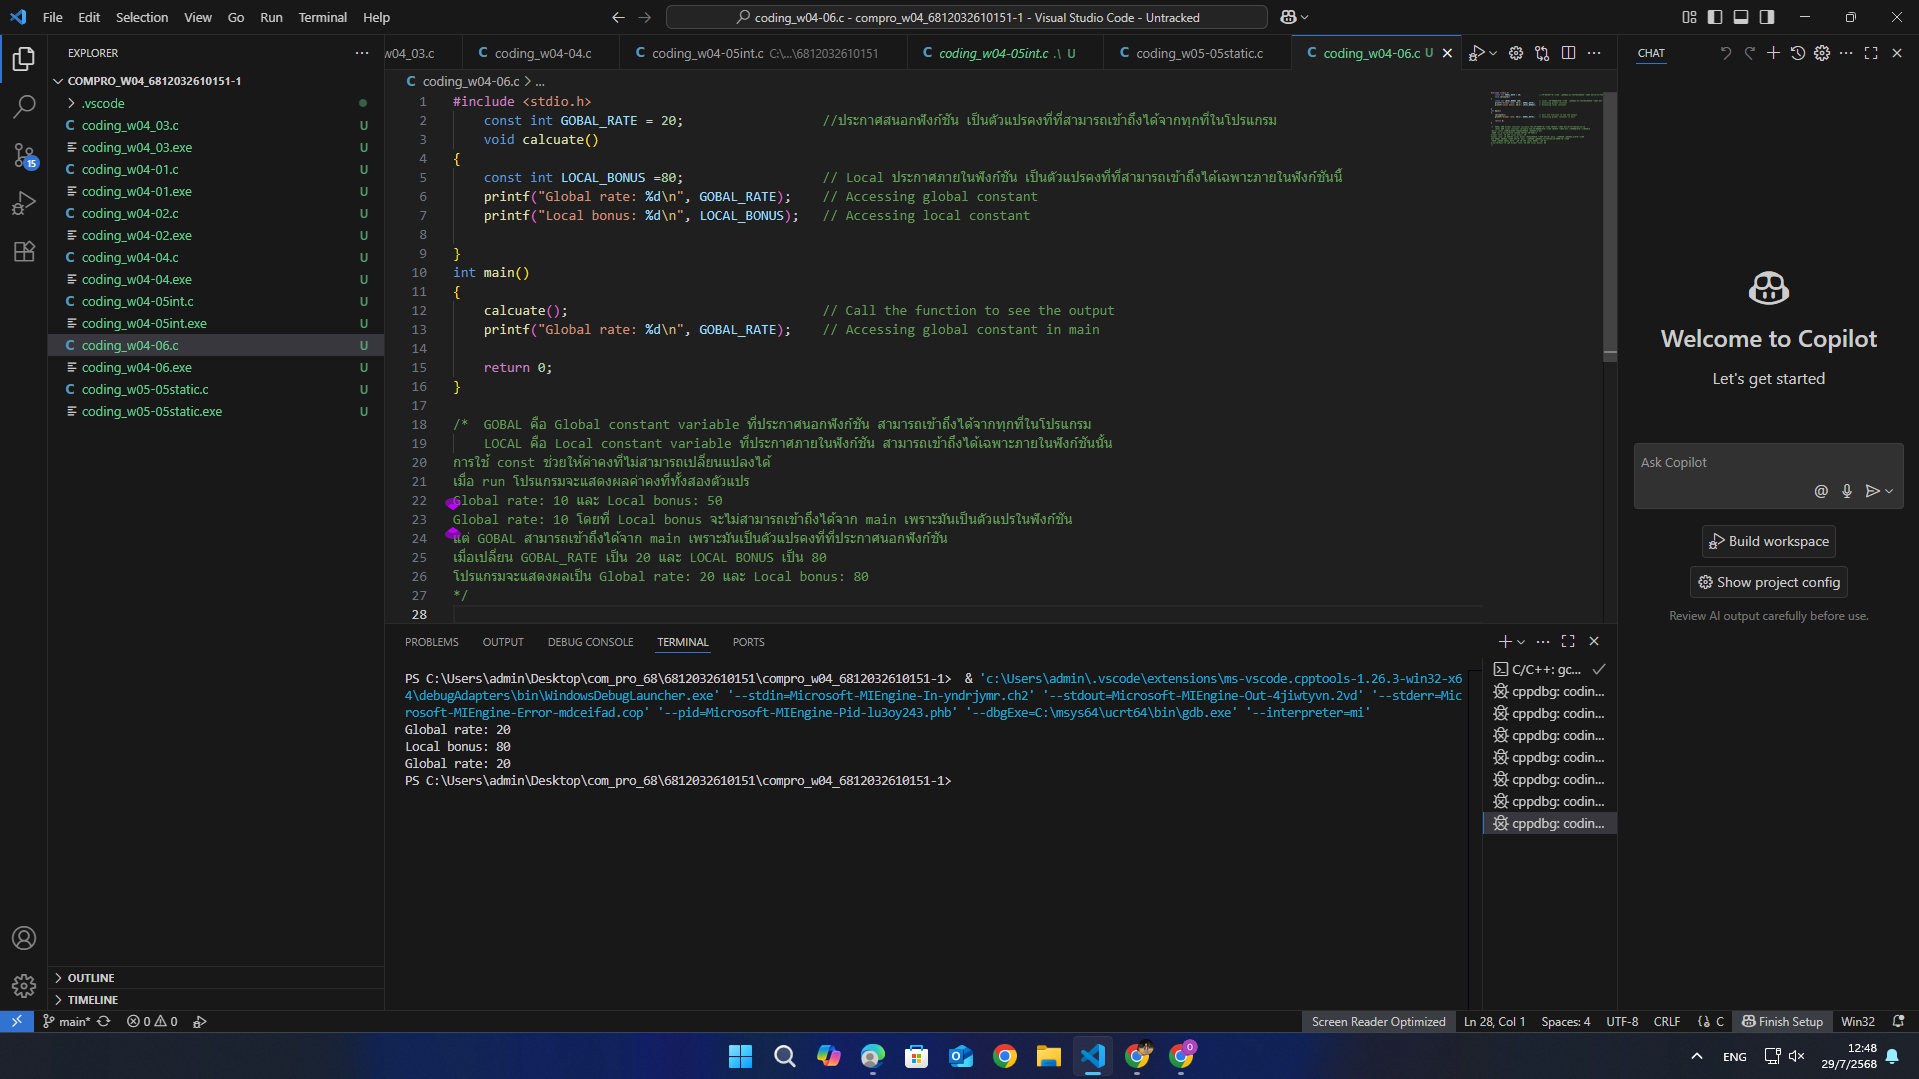 File Edit Selection View Go Run Terminal Help
coding_w04-06.c - compro_w04_6812032610151-1 - Visual Studio Code - Untracked
EXPLORER
COMPRO_W04_6812032610151-1
.vscode
coding_w04_03.c U
coding_w04_03.exe U
coding_w04-01.c U
coding_w04-01.exe U
coding_w04-02.c U
coding_w04-02.exe U
coding_w04-04.c U
coding_w04-04.exe U
coding_w04-05int.c U
coding_w04-05int.exe U
coding_w04-06.c U
coding_w04-06.exe U
coding_w05-05static.c U
coding_w05-05static.exe U
OUTLINE
TIMELINE
15
w04_03.c coding_w04-04.c coding_w04-05int.c C:\...\6812032610151 coding_w04-05int.c .\ U coding_w05-05static.c coding_w04-06.c U
coding_w04-06.c > ...
1 #include <stdio.h>
2 const int GOBAL_RATE = 20; //ประกาศสนอกฟังก์ชัน เป็นตัวแปรคงที่ที่สามารถเข้าถึงได้จากทุกที่ในโปรแกรม
3 void calcuate()
4 {
5 const int LOCAL_BONUS =80; // Local ประกาศภายในฟังก์ชัน เป็นตัวแปรคงที่ที่สามารถเข้าถึงได้เฉพาะภายในฟังก์ชันนี้
6 printf("Global rate: %d\n", GOBAL_RATE); // Accessing global constant
7 printf("Local bonus: %d\n", LOCAL_BONUS); // Accessing local constant
8
9 }
10 int main()
11 {
12 calcuate(); // Call the function to see the output
13 printf("Global rate: %d\n", GOBAL_RATE); // Accessing global constant in main
14
15 return 0;
16 }
17
18 /* GOBAL คือ Global constant variable ที่ประกาศนอกฟังก์ชัน สามารถเข้าถึงได้จากทุกที่ในโปรแกรม
19 LOCAL คือ Local constant variable ที่ประกาศภายในฟังก์ชัน สามารถเข้าถึงได้เฉพาะภายในฟังก์ชันนั้น
20 การใช้ const ช่วยให้ค่าคงที่ไม่สามารถเปลี่ยนแปลงได้
21 เมื่อ run โปรแกรมจะแสดงผลค่าคงที่ทั้งสองตัวแปร
22 Global rate: 10 และ Local bonus: 50
23 Global rate: 10 โดยที่ Local bonus จะไม่สามารถเข้าถึงได้จาก main เพราะมันเป็นตัวแปรในฟังก์ชัน
24 แต่ GOBAL สามารถเข้าถึงได้จาก main เพราะมันเป็นตัวแปรคงที่ที่ประกาศนอกฟังก์ชัน
25 เมื่อเปลี่ยน GOBAL_RATE เป็น 20 และ LOCAL BONUS เป็น 80
26 โปรแกรมจะแสดงผลเป็น Global rate: 20 และ Local bonus: 80
27 */
28
PROBLEMS OUTPUT DEBUG CONSOLE TERMINAL PORTS
PS C:\Users\admin\Desktop\com_pro_68\6812032610151\compro_w04_6812032610151-1> & 'c:\Users\admin\.vscode\extensions\ms-vscode.cpptools-1.26.3-win32-x6
4\debugAdapters\bin\WindowsDebugLauncher.exe' '--stdin=Microsoft-MIEngine-In-yndrjymr.ch2' '--stdout=Microsoft-MIEngine-Out-4jiwtyvn.2vd' '--stderr=Mic
rosoft-MIEngine-Error-mdceifad.cop' '--pid=Microsoft-MIEngine-Pid-lu3oy243.phb' '--dbgExe=C:\msys64\ucrt64\bin\gdb.exe' '--interpreter=mi'
Global rate: 20
Local bonus: 80
Global rate: 20
PS C:\Users\admin\Desktop\com_pro_68\6812032610151\compro_w04_6812032610151-1>
C/C++: gc...
cppdbg: codin...
cppdbg: codin...
cppdbg: codin...
cppdbg: codin...
cppdbg: codin...
cppdbg: codin...
cppdbg: codin...
CHAT
Welcome to Copilot
Let's get started
Ask Copilot
Build workspace
Show project config
Review AI output carefully before use.
main* 0 0
Screen Reader Optimized Ln 28, Col 1 Spaces: 4 UTF-8 CRLF {} C Finish Setup Win32
0
ENG
12:48
29/7/2568